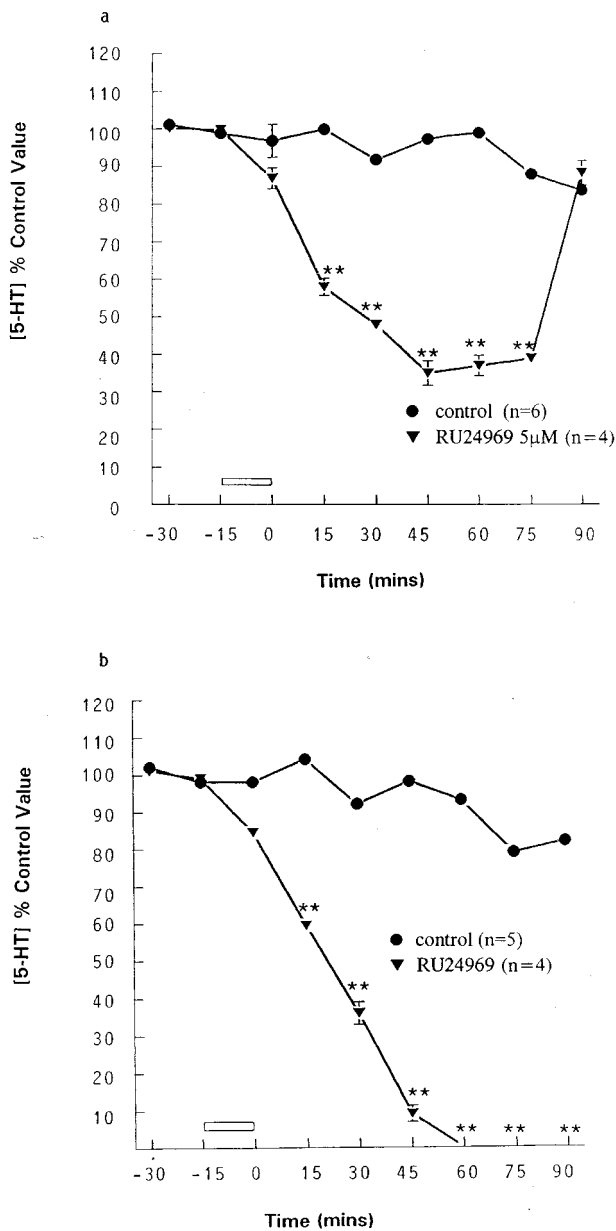 a
120
110
100
90
80
70
60
50
40
30
20
10
0
[5-HT] % Control Value
**
**
**
**
**
control (n=6)
RU24969 5µM (n=4)
-30 -15 0 15 30 45 60 75 90
Time (mins)
b
120
110
100
90
80
70
60
50
40
30
20
10
[5-HT] % Control Value
**
**
**
** ** **
control (n=5)
RU24969 (n=4)
-30 -15 0 15 30 45 60 75 90
Time (mins)